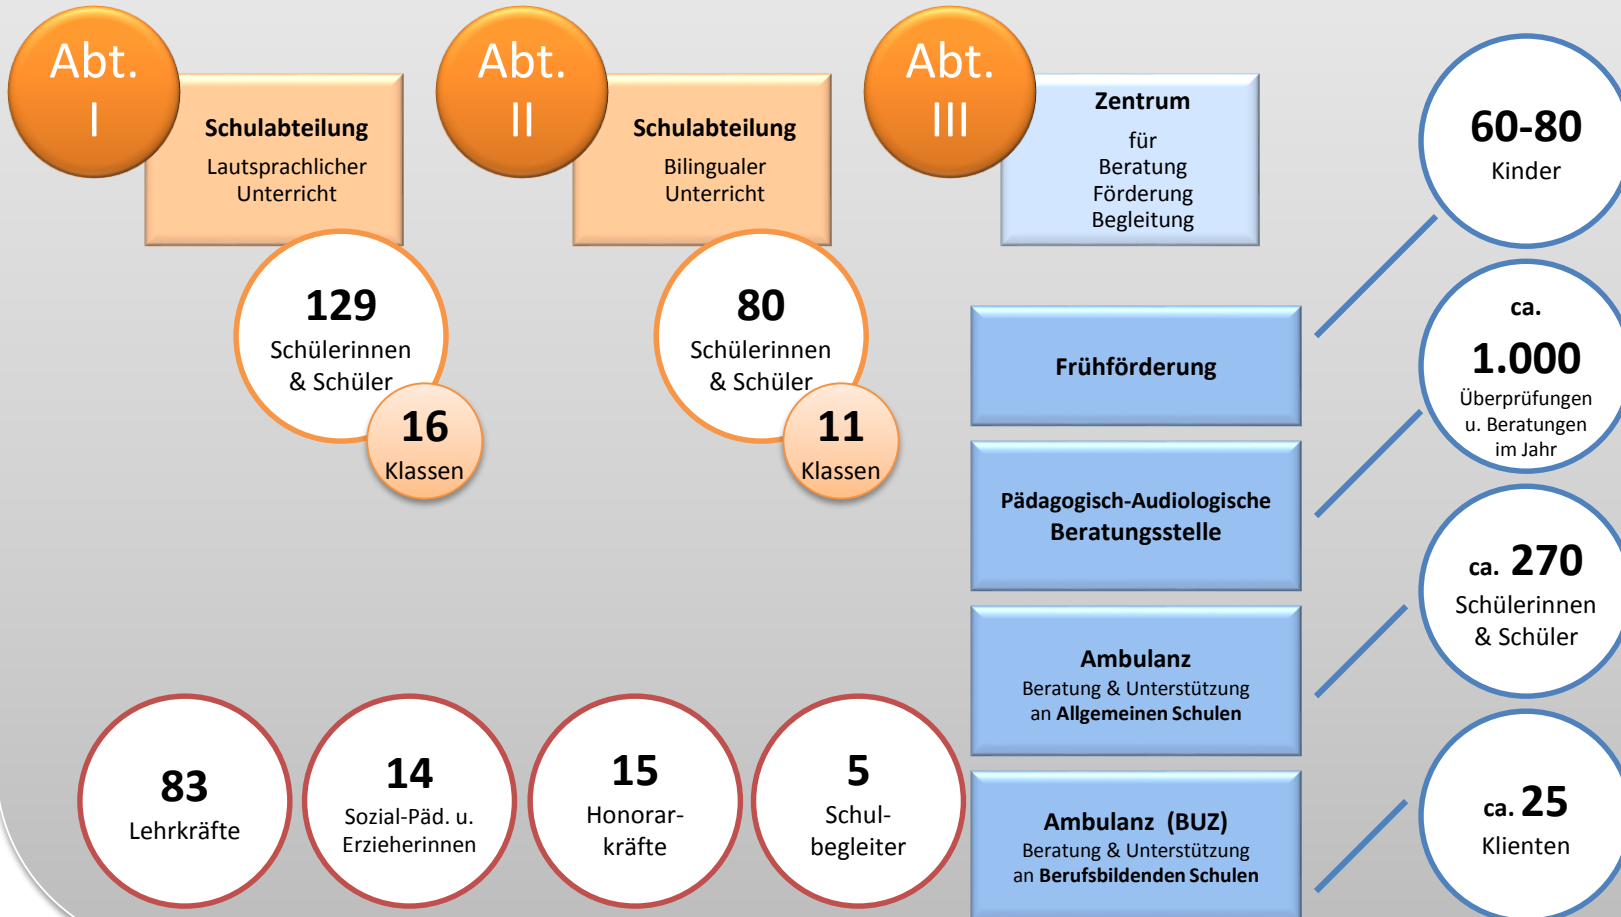 Abt.
I
Schulabteilung
Lautsprachlicher
Unterricht
129
Schülerinnen
& Schüler
16
Klassen
Abt.
II
Schulabteilung
Bilingualer
Unterricht
80
Schülerinnen
& Schüler
11
Klassen
Abt.
III
Zentrum
für
Beratung
Förderung
Begleitung
Frühförderung
60-80
Kinder
Pädagogisch-Audiologische
Beratungsstelle
ca.
1.000
Überprüfungen
u. Beratungen
im Jahr
Ambulanz
Beratung & Unterstützung
an Allgemeinen Schulen
ca. 270
Schülerinnen
& Schüler
Ambulanz (BUZ)
Beratung & Unterstützung
an Berufsbildenden Schulen
ca. 25
Klienten
83
Lehrkräfte
14
Sozial-Päd. u.
Erzieherinnen
15
Honorar-
kräfte
5
Schul-
begleiter